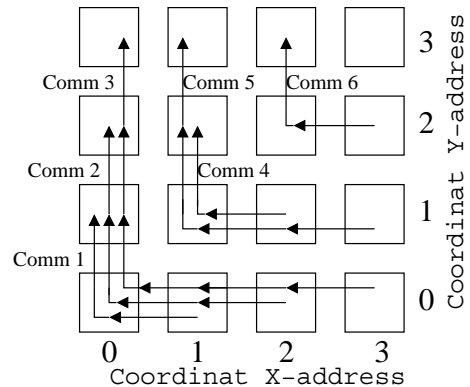 3
Comm 3
Comm 5
Comm 6
2
Comm 2
Comm 4
1
Comm 1
0
Coordinat Y-address
0 1 2 3
Coordinat X-address